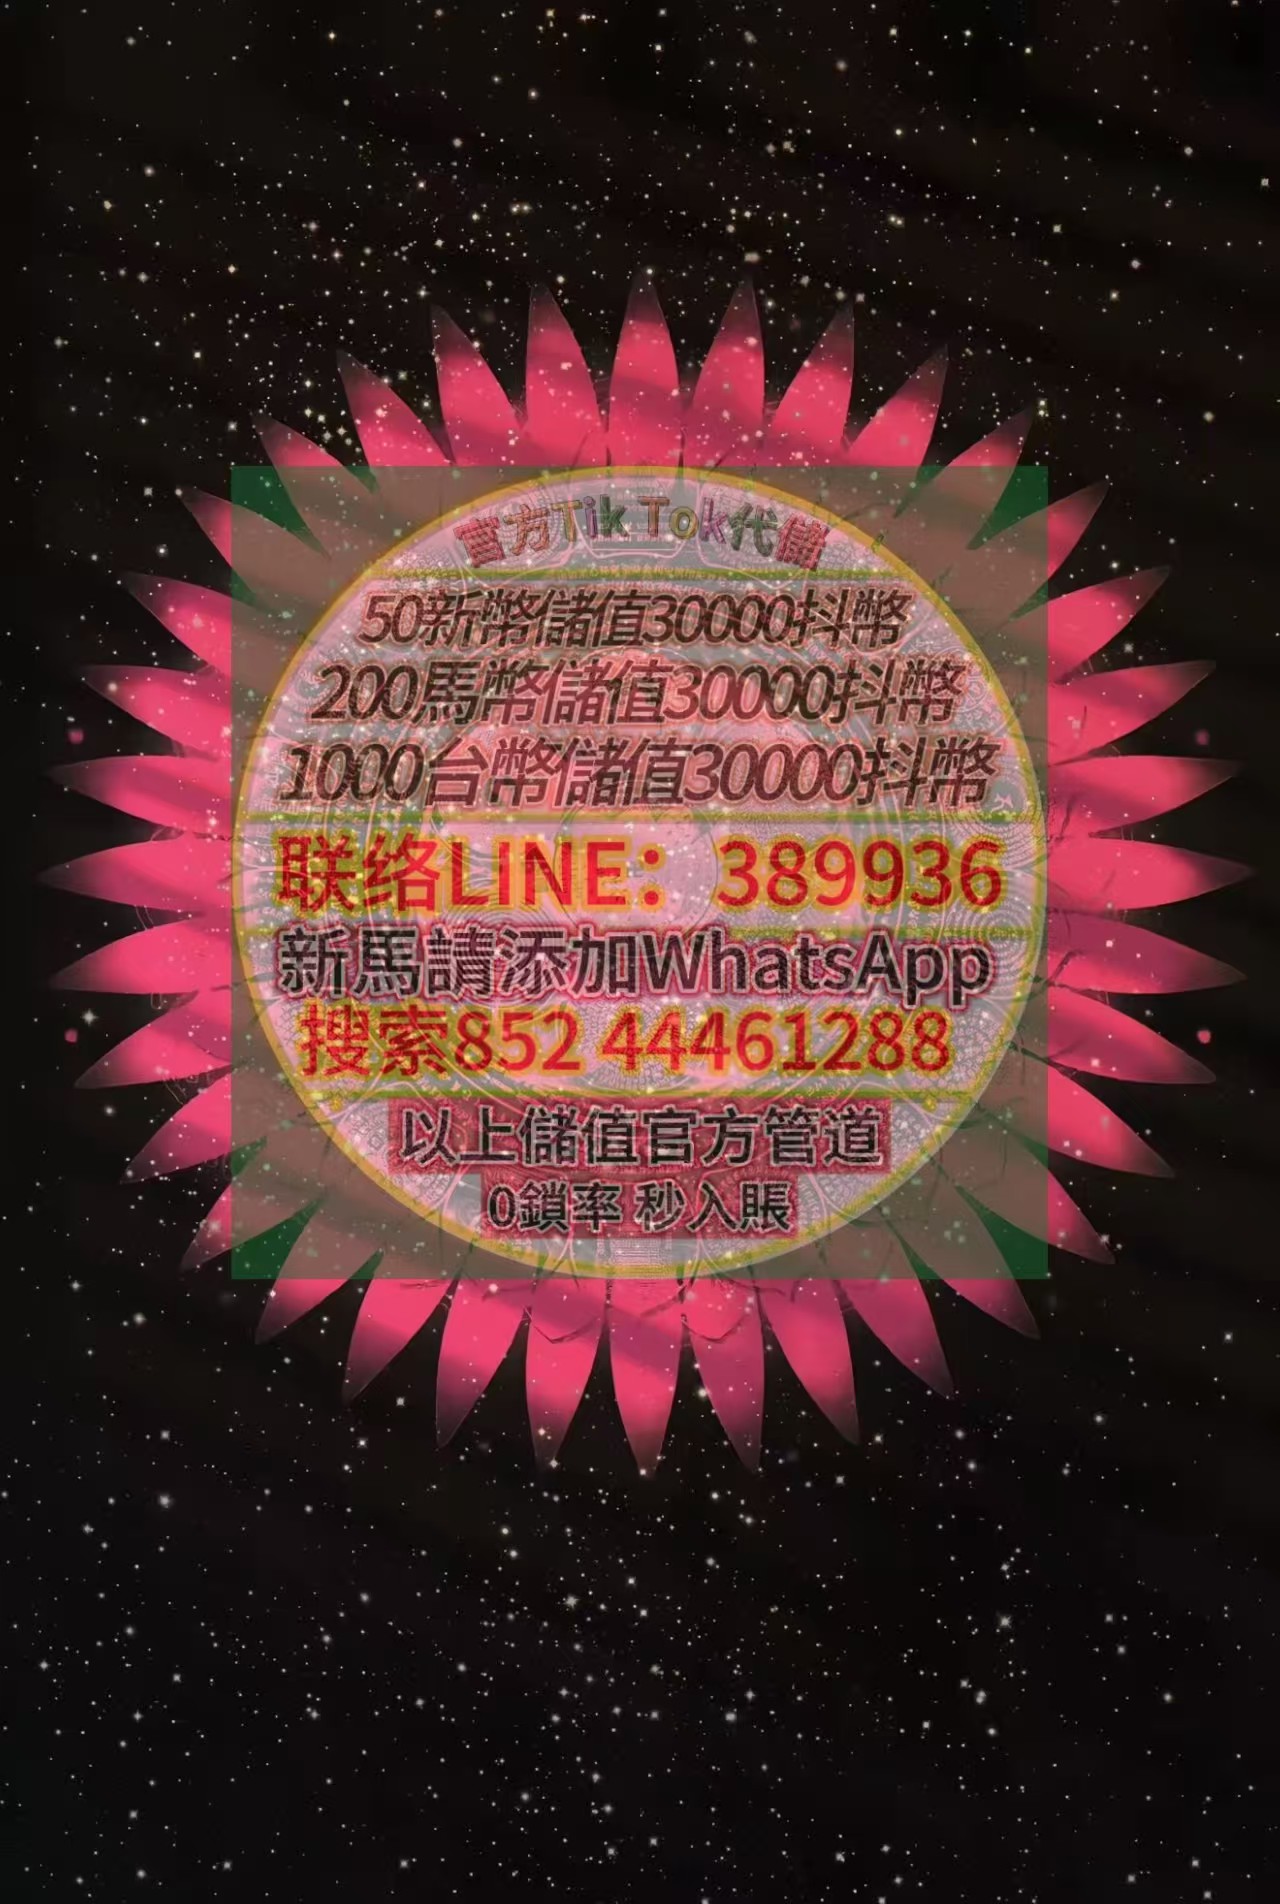 官方Tik Tok代儲
50新幣儲值30000抖幣
200馬幣儲值30000抖幣
1000台幣儲值30000抖幣
联络LINE：389936
新馬請添加WhatsApp
搜索852 44461288
以上儲值官方管道
0鎖率 秒入賬